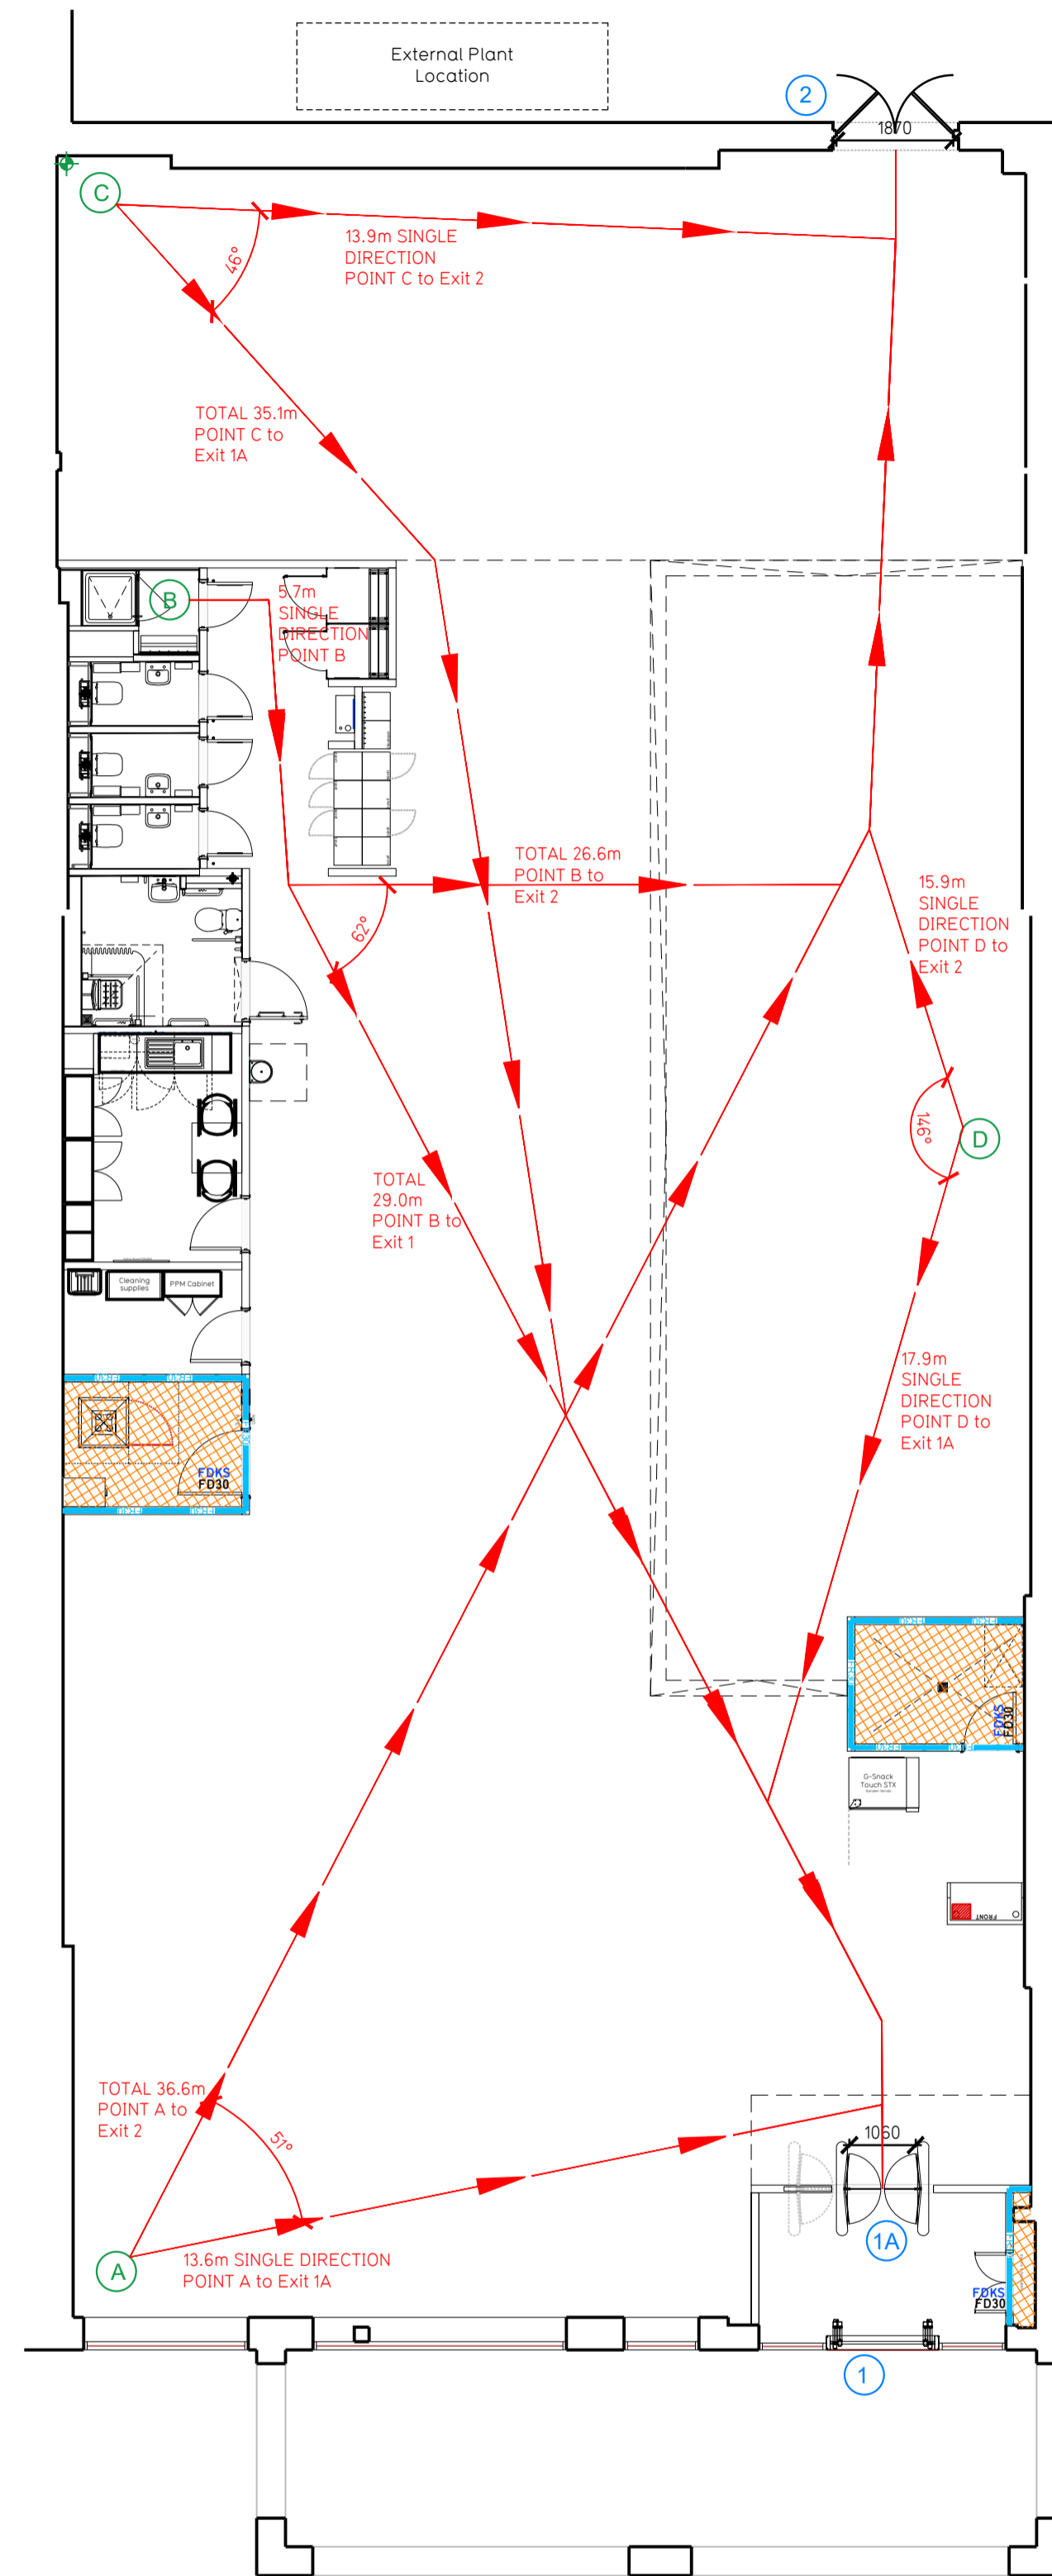 External Plant
Location
2
1870
C
13.9m SINGLE
DIRECTION
POINT C to Exit 2
46°
TOTAL 35.1m
POINT C to
Exit 1A
B
5.7m
SINGLE
DIRECTION
POINT B
TOTAL 26.6m
POINT B to
Exit 2
62°
15.9m
SINGLE
DIRECTION
POINT D to
Exit 2
146°
D
TOTAL
29.0m
POINT B to
Exit 1
Cleaning
supplies
PPM Cabinet
17.9m
SINGLE
DIRECTION
POINT D to
Exit 1A
FDKS
FD30
FDKS
FD30
G-Snack
Touch STX
FRONT
TOTAL 36.6m
POINT A to
Exit 2
51°
1060
1A
A
13.6m SINGLE DIRECTION
POINT A to Exit 1A
FDKS
FD30
1